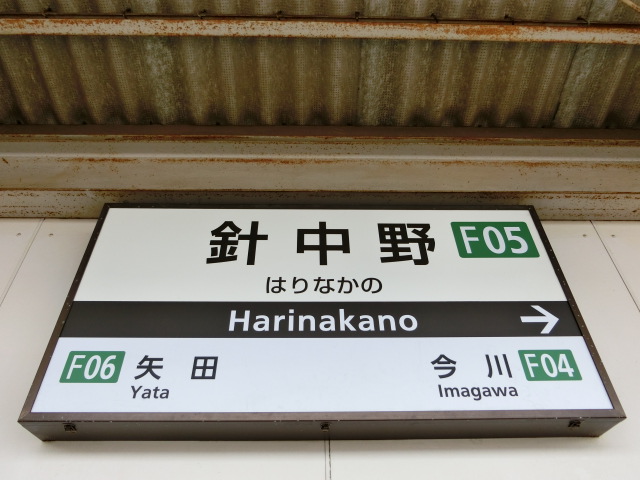 針中野 F05
はりなかの
Harinakano →
F06 矢田 今川 F04
Yata Imagawa